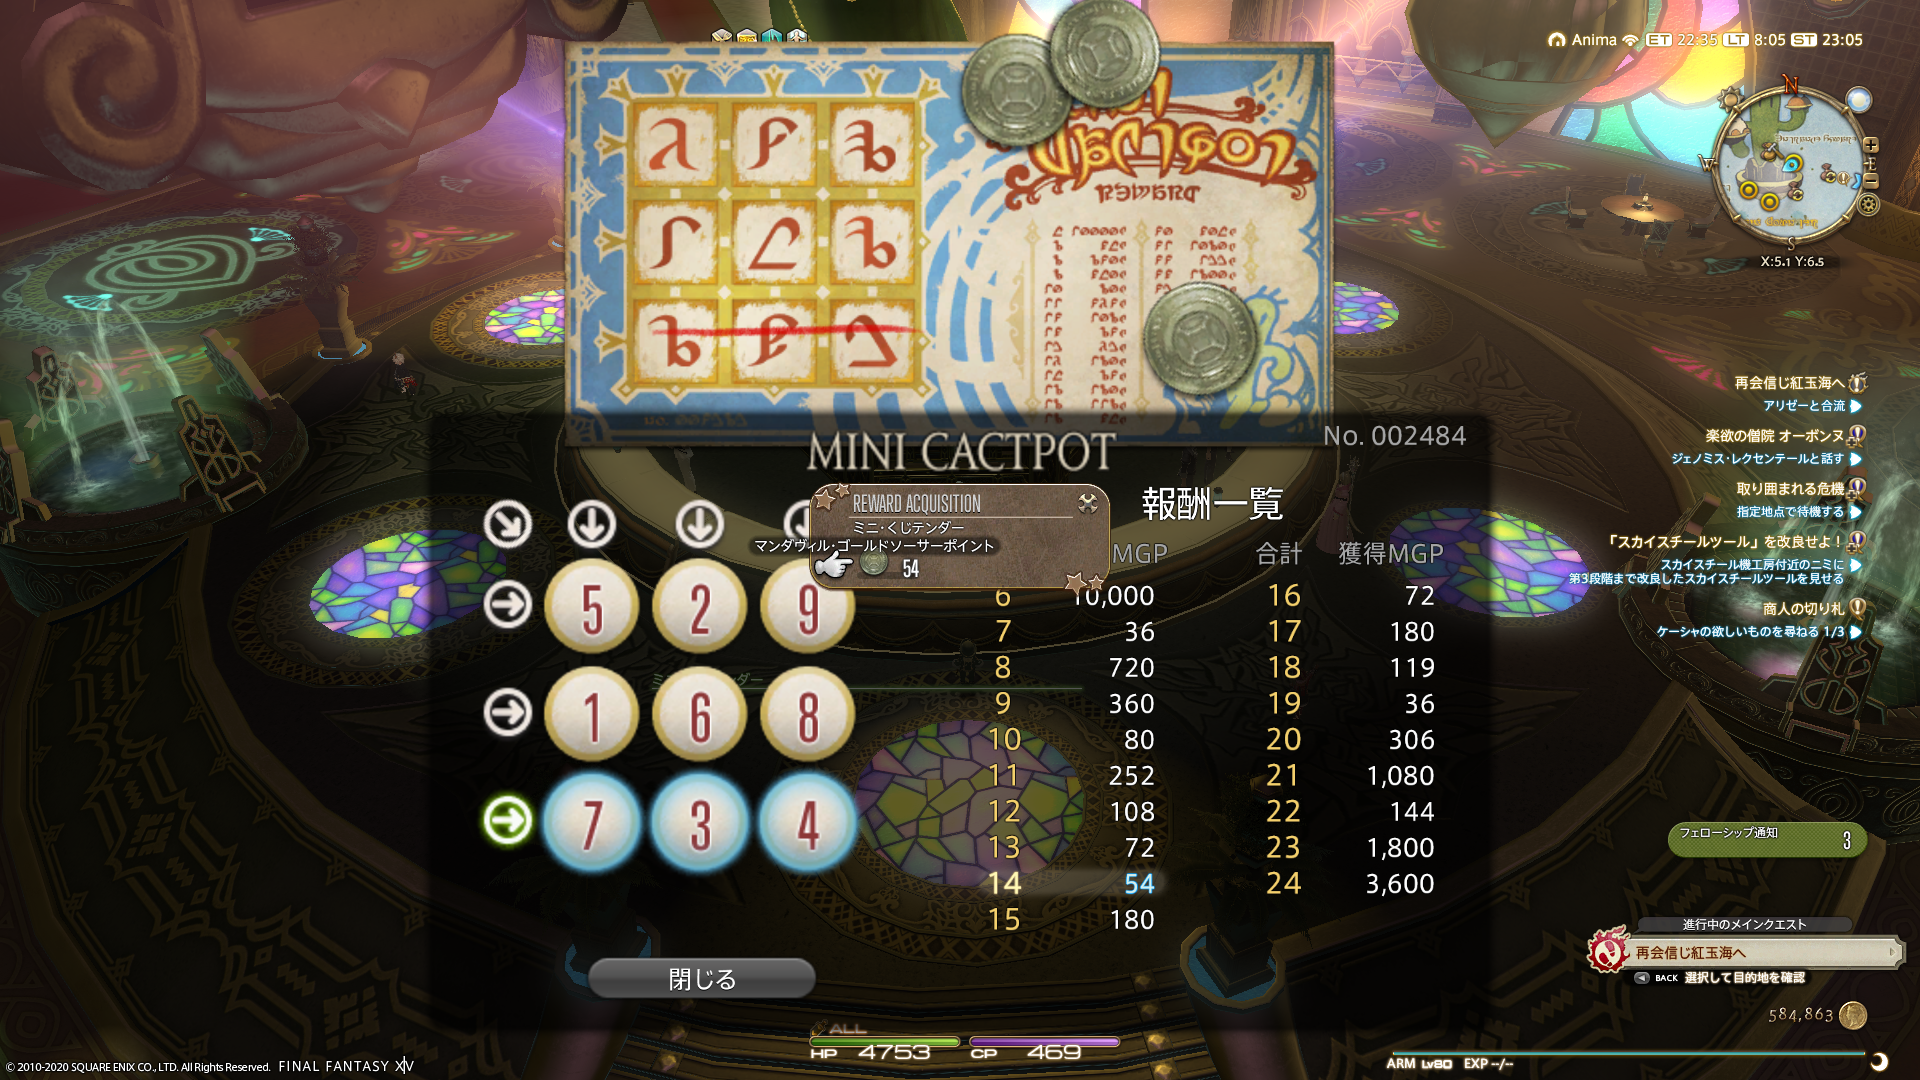 Anima ET 22:35 LT 8:05 ST 23:05
N
W
E
S
X:5.1 Y:6.5
MINI CACTPOT
No. 002484
REWARD ACQUISITION
ミニ・くじテンダー
マンダヴィル・ゴールドソーサーポイント
54
報酬一覧
MGP 合計 獲得MGP
6 10,000 16 72
7 36 17 180
8 720 18 119
9 360 19 36
10 80 20 306
11 252 21 1,080
12 108 22 144
13 72 23 1,800
14 54 24 3,600
15 180
5 2 9
1 6 8
7 3 4
閉じる
再会信じ紅玉海へ
アリゼーと合流
楽欲の僧院 オーボンヌ
ジェノミス・レクセンテールと話す
取り囲まれる危機
指定地点で待機する
「スカイスチールツール」を改良せよ！
スカイスチール機工房付近のニミに
第3段階まで改良したスカイスチールツールを見せる
商人の切り札
ケーシャの欲しいものを尋ねる 1/3
フェローシップ通知 3
進行中のメインクエスト
再会信じ紅玉海へ
BACK 選択して目的地を確認
584,863
ALL
HP 4753 CP 469
ARM Lv80 EXP --/--
© 2010-2020 SQUARE ENIX CO., LTD. All Rights Reserved. FINAL FANTASY XIV